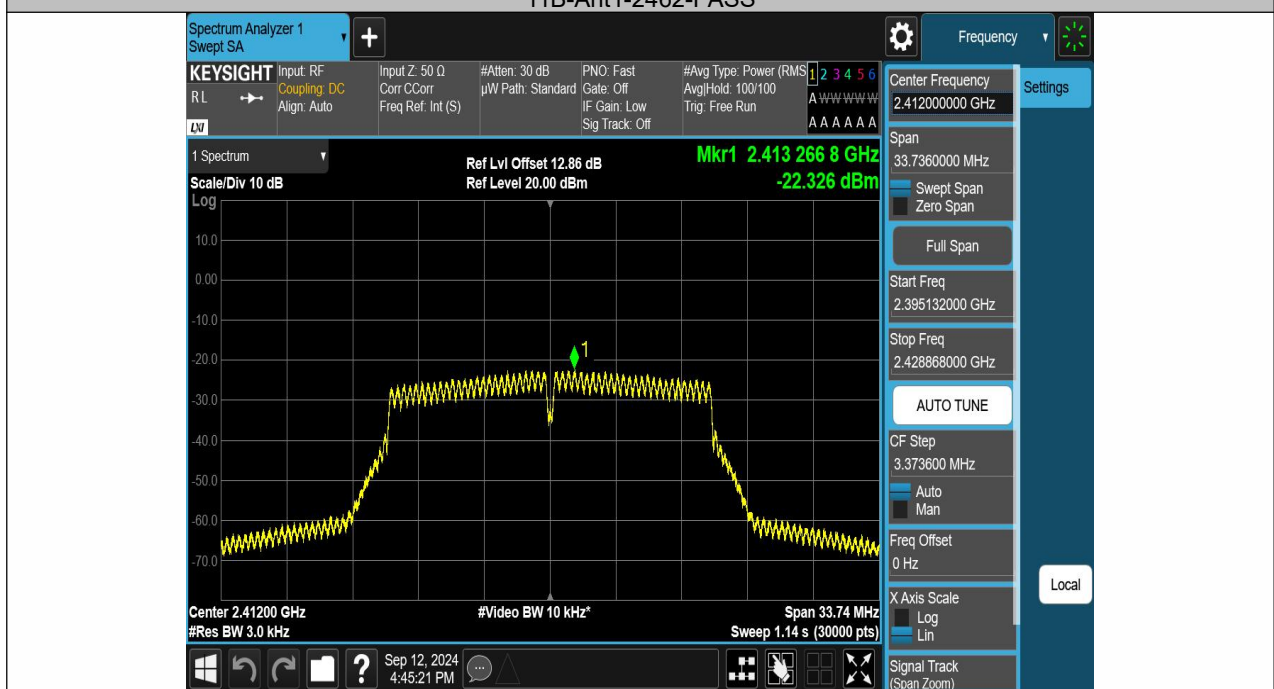 11B-Ant1-2462-PASS
Spectrum Analyzer 1
Swept SA
Frequency
KEYSIGHT
RL
LXI
Input: RF
Coupling: DC
Align: Auto
Input Z: 50 Ω
Corr CCorr
Freq Ref: Int (S)
#Atten: 30 dB
µW Path: Standard
PNO: Fast
Gate: Off
IF Gain: Low
Sig Track: Off
#Avg Type: Power (RMS
Avg|Hold: 100/100
Trig: Free Run
1 2 3 4 5 6
A W W W W W
A A A A A A
1 Spectrum
Scale/Div 10 dB
Log
Ref Lvl Offset 12.86 dB
Ref Level 20.00 dBm
Mkr1 2.413 266 8 GHz
-22.326 dBm
10.0
0.00
-10.0
-20.0
-30.0
-40.0
-50.0
-60.0
-70.0
1
Center 2.41200 GHz
#Res BW 3.0 kHz
#Video BW 10 kHz*
Span 33.74 MHz
Sweep 1.14 s (30000 pts)
Sep 12, 2024
4:45:21 PM
Center Frequency
2.412000000 GHz
Settings
Span
33.7360000 MHz
Swept Span
Zero Span
Full Span
Start Freq
2.395132000 GHz
Stop Freq
2.428868000 GHz
AUTO TUNE
CF Step
3.373600 MHz
Auto
Man
Freq Offset
0 Hz
X Axis Scale
Log
Lin
Local
Signal Track
(Span Zoom)